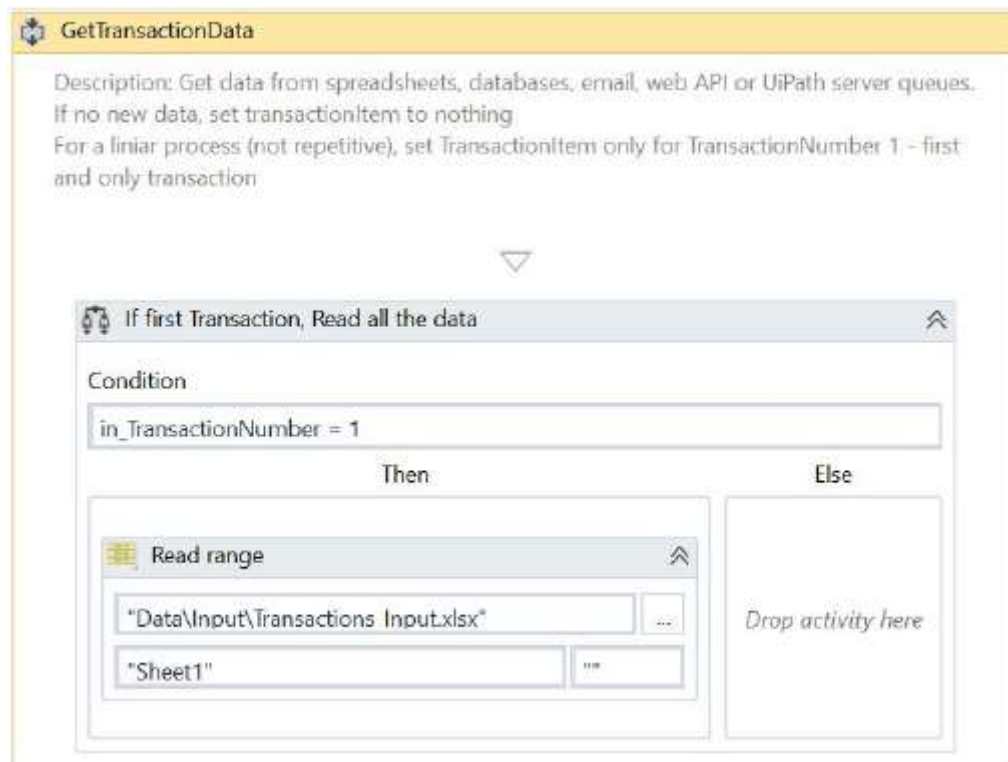 GetTransactionData
Description: Get data from spreadsheets, databases, email, web API or UiPath server queues.
If no new data, set transactionItem to nothing
For a liniar process (not repetitive), set TransactionItem only for TransactionNumber 1 - first
and only transaction
If first Transaction, Read all the data
Condition
in_TransactionNumber = 1
Then
Else
Read range
"Data\Input\Transactions Input.xlsx"
...
Drop activity here
"Sheet1"
""